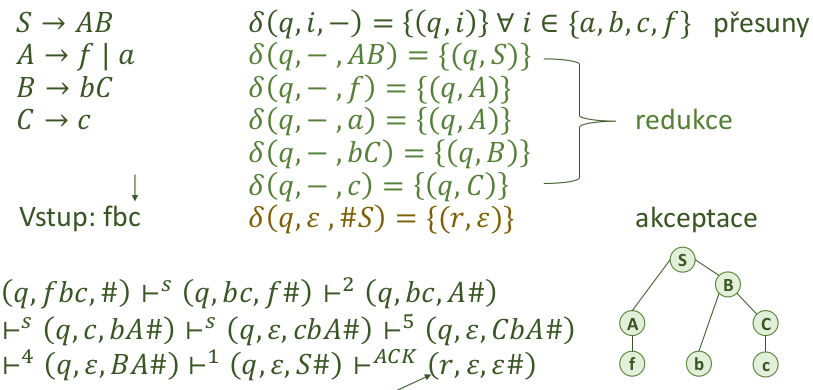 S → AB
A → f | a
B → bC
C → c
δ(q, i, −) = {(q, i)} ∀ i ∈ {a, b, c, f} přesuny
δ(q, −, AB) = {(q, S)}
δ(q, −, f) = {(q, A)}
δ(q, −, a) = {(q, A)}
δ(q, −, bC) = {(q, B)}
δ(q, −, c) = {(q, C)}
redukce
Vstup: fbc
δ(q, ε, #S) = {(r, ε)} akceptace
(q, fbc, #) ⊢ˢ (q, bc, f#) ⊢² (q, bc, A#)
⊢ˢ (q, c, bA#) ⊢ˢ (q, ε, cbA#) ⊢⁵ (q, ε, CbA#)
⊢⁴ (q, ε, BA#) ⊢¹ (q, ε, S#) ⊢ᴬᶜᴷ (r, ε, ε#)
S
B
A
C
f
b
c